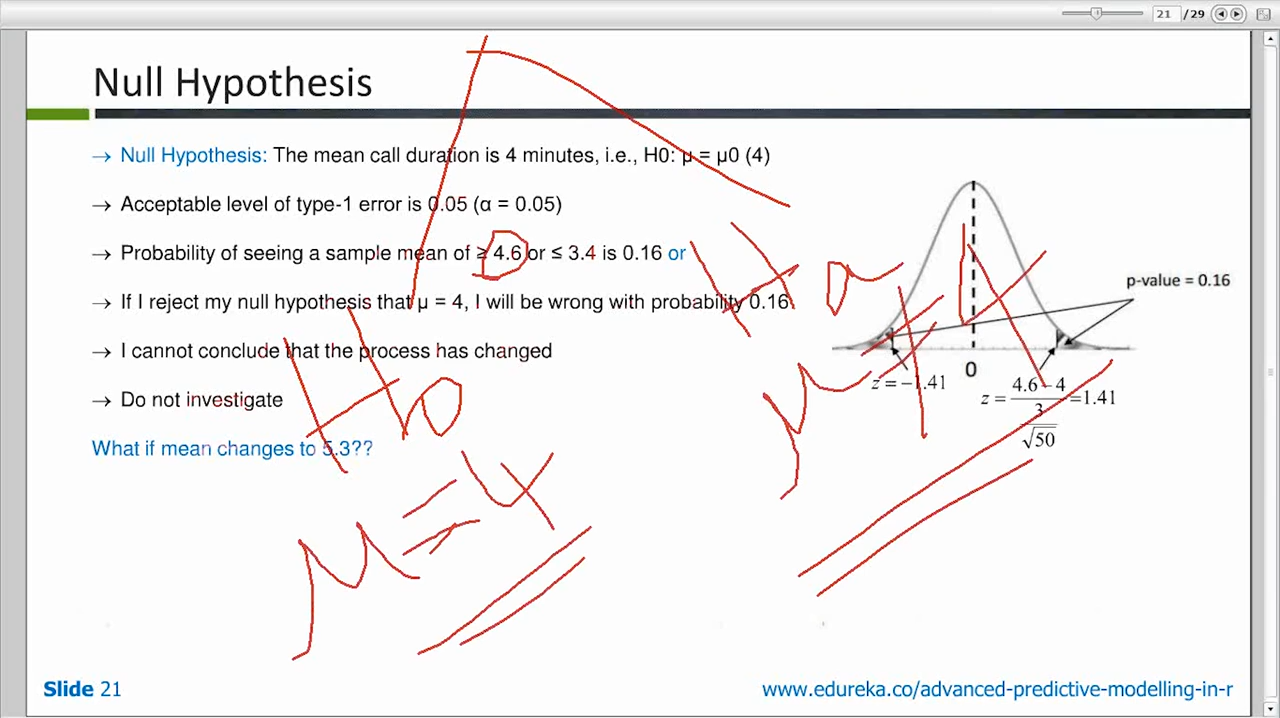 21 /29
Null Hypothesis
→ Null Hypothesis: The mean call duration is 4 minutes, i.e., H0: μ = μ0 (4)
→ Acceptable level of type-1 error is 0.05 (α = 0.05)
→ Probability of seeing a sample mean of ≥ 4.6 or ≤ 3.4 is 0.16 or
→ If I reject my null hypothesis that μ = 4, I will be wrong with probability 0.16
→ I cannot conclude that the process has changed
→ Do not investigate
What if mean changes to 5.3??
p-value = 0.16
0
z = −1.41
z = 4.6 − 4 / 3 / √50 = 1.41
H0
μ = 4
Ha
μ ≠ 4
Slide 21
www.edureka.co/advanced-predictive-modelling-in-r